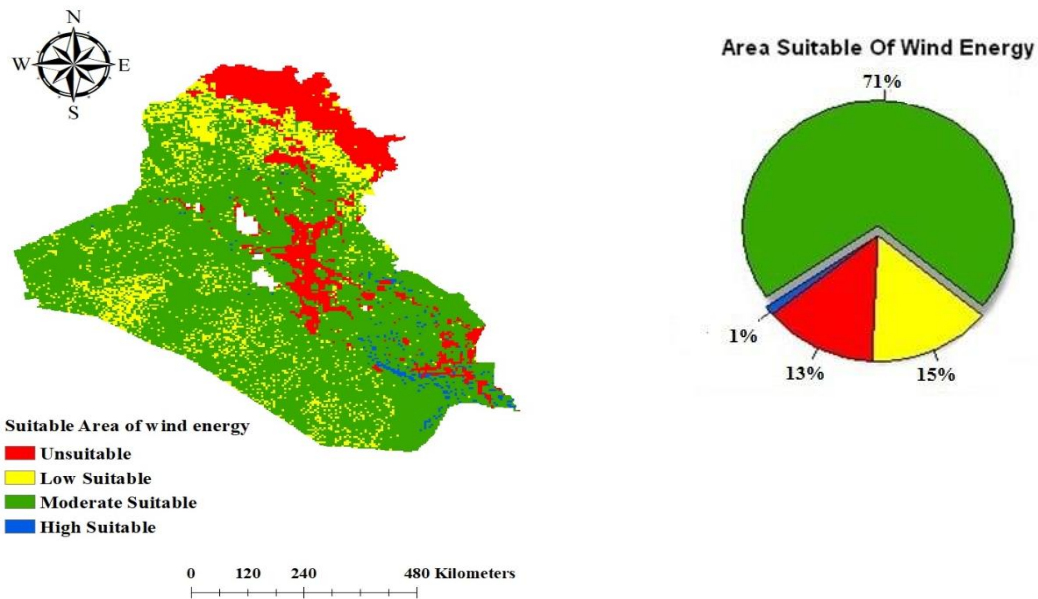 N
W E
S
Suitable Area of wind energy
Unsuitable
Low Suitable
Moderate Suitable
High Suitable
0 120 240 480 Kilometers
Area Suitable Of Wind Energy
71%
1%
13%
15%